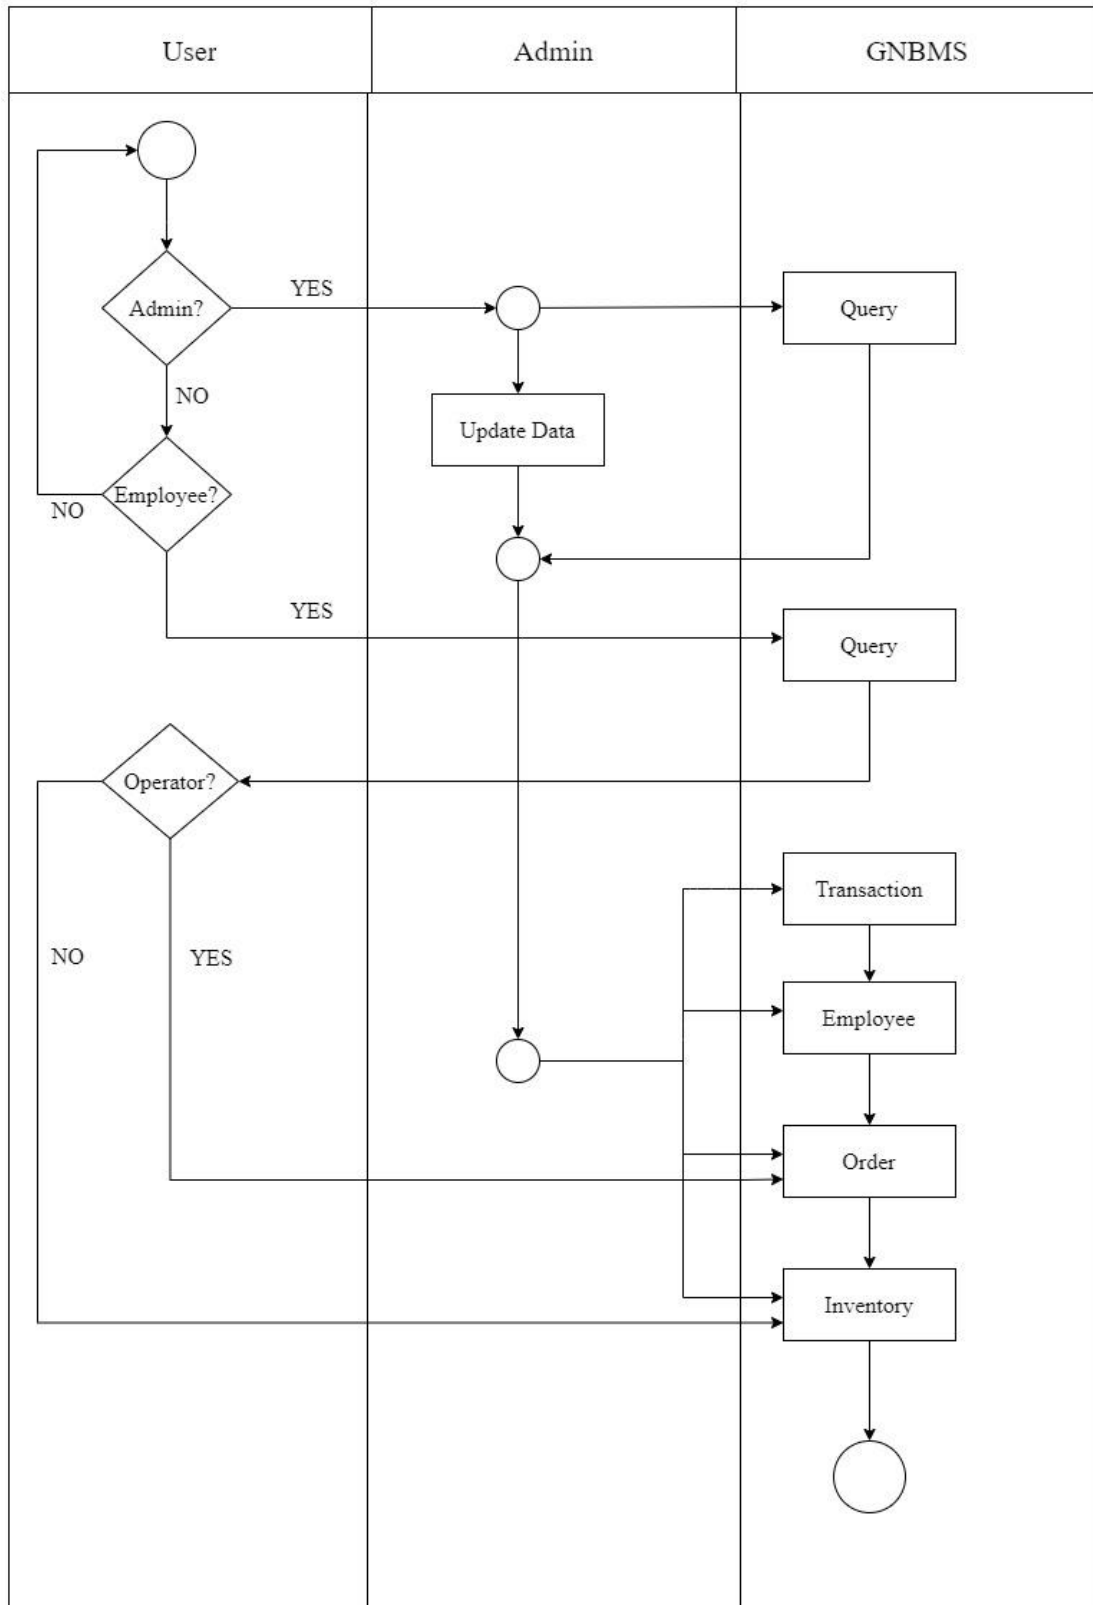 User
Admin
GNBMS
Admin?
YES
Query
NO
Update Data
Employee?
NO
YES
Query
Operator?
Transaction
NO
YES
Employee
Order
Inventory